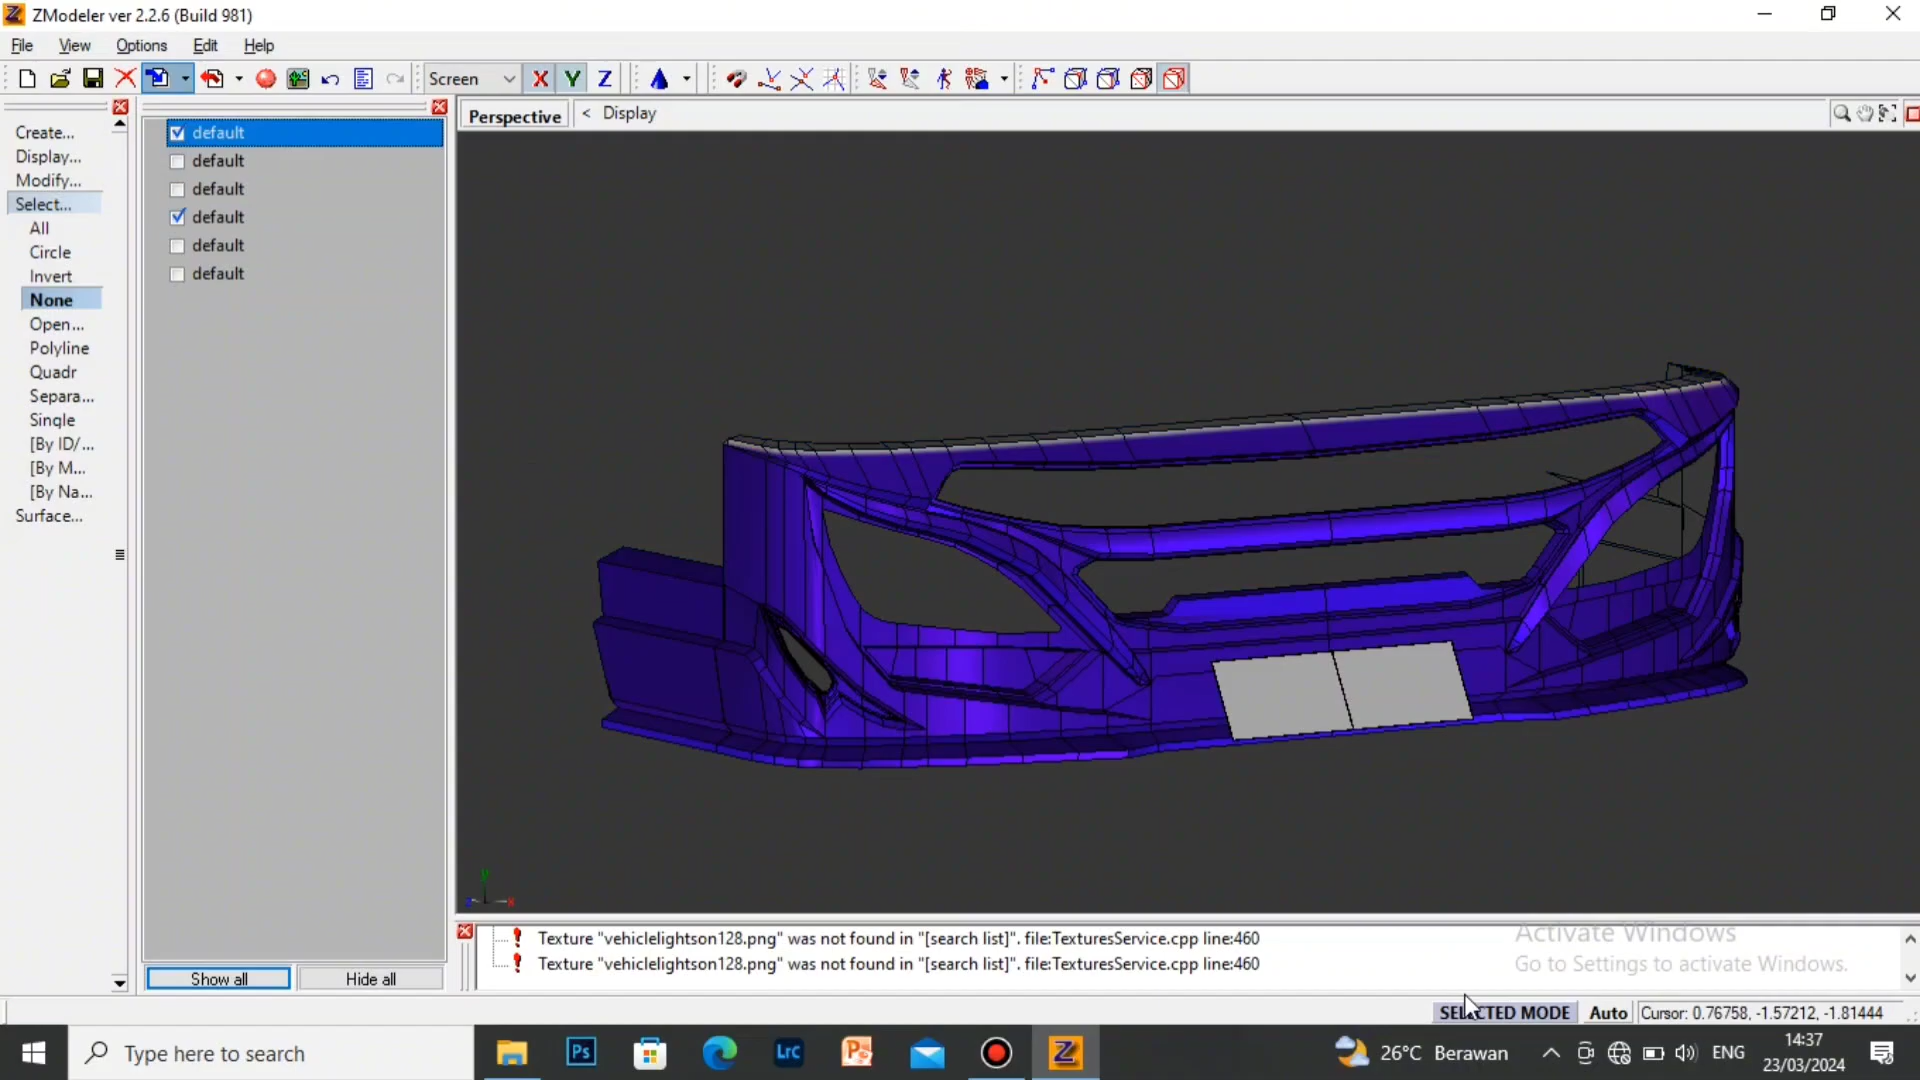 ZModeler ver 2.2.6 (Build 981)
File View Options Edit Help
Screen X Y Z
Create...
Display...
Modify...
Select...
All
Circle
Invert
None
Open...
Polyline
Quadr
Separa...
Single
[By ID/...
[By M...
[By Na...
Surface...
default
default
default
default
default
default
Show all Hide all
Perspective < Display
y
z x
Texture "vehiclelightson128.png" was not found in "[search list]". file:TexturesService.cpp line:460
Texture "vehiclelightson128.png" was not found in "[search list]". file:TexturesService.cpp line:460
Activate Windows
Go to Settings to activate Windows.
SELECTED MODE Auto Cursor: 0.76758, -1.57212, -1.81444
Type here to search
Ps
LrC
P
Z
26°C Berawan
ENG
14:37
23/03/2024